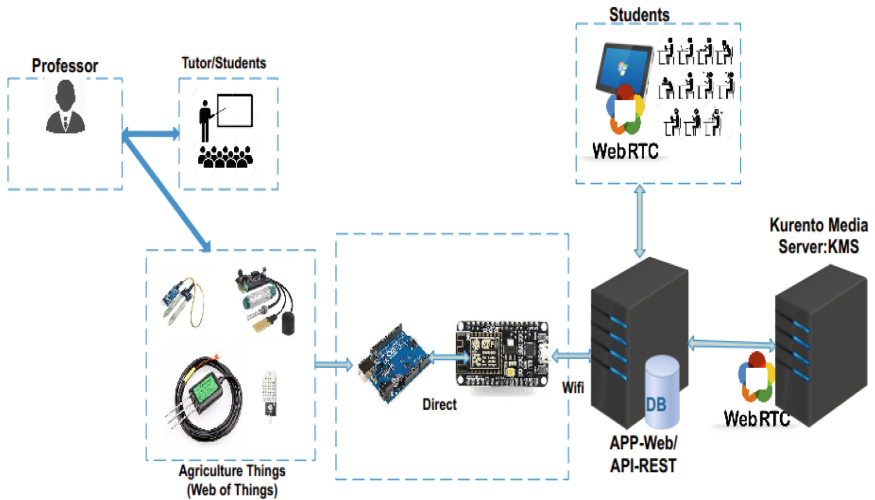 Students
Professor
Tutor/Students
WebRTC
Kurento Media
Server:KMS
Direct
Wifi
DB
WebRTC
APP-Web/
API-REST
Agriculture Things
(Web of Things)